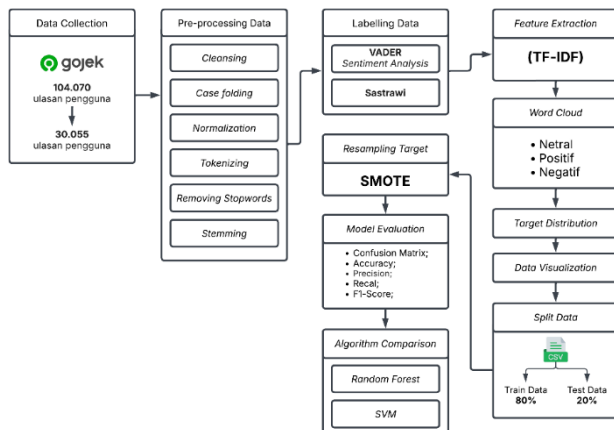 Data Collection
gojek
104.070
ulasan pengguna
30.055
ulasan pengguna
Pre-processing Data
Cleansing
Case folding
Normalization
Tokenizing
Removing Stopwords
Stemming
Labelling Data
VADER
Sentiment Analysis
Sastrawi
Feature Extraction
(TF-IDF)
Word Cloud
• Netral
• Positif
• Negatif
Target Distribution
Data Visualization
Split Data
CSV
Train Data
80%
Test Data
20%
Resampling Target
SMOTE
Model Evaluation
• Confusion Matrix;
• Accuracy;
• Precision;
• Recal;
• F1-Score;
Algorithm Comparison
Random Forest
SVM